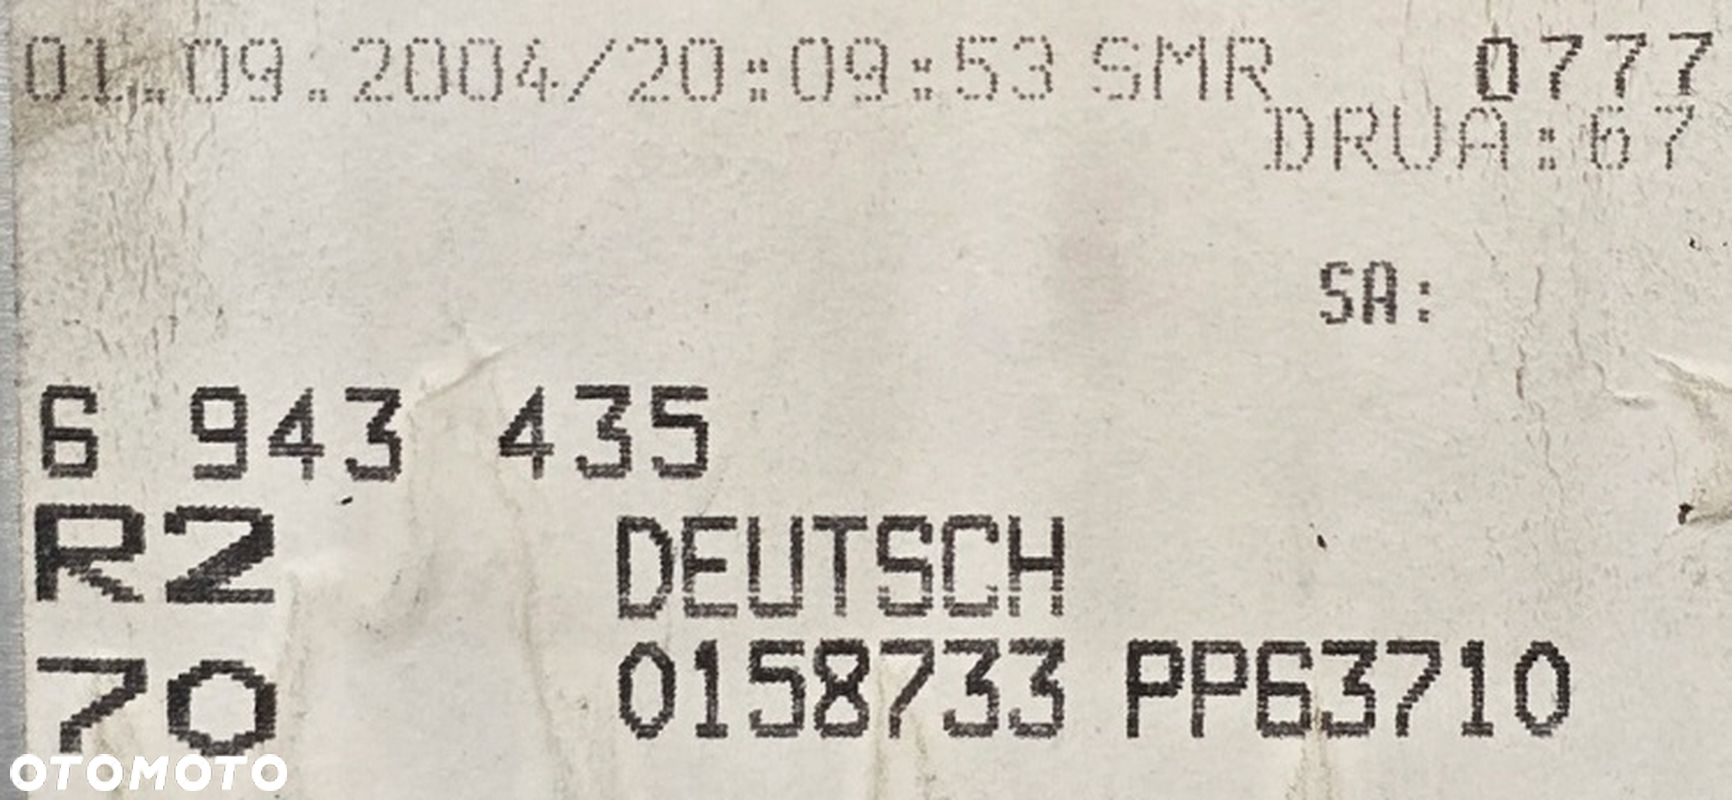 01.09.2004/20:09:53 SMR 0777
DRUA:67
SA:
6 943 435
R2 DEUTSCH
70 0158733 PP63710
OTOMOTO